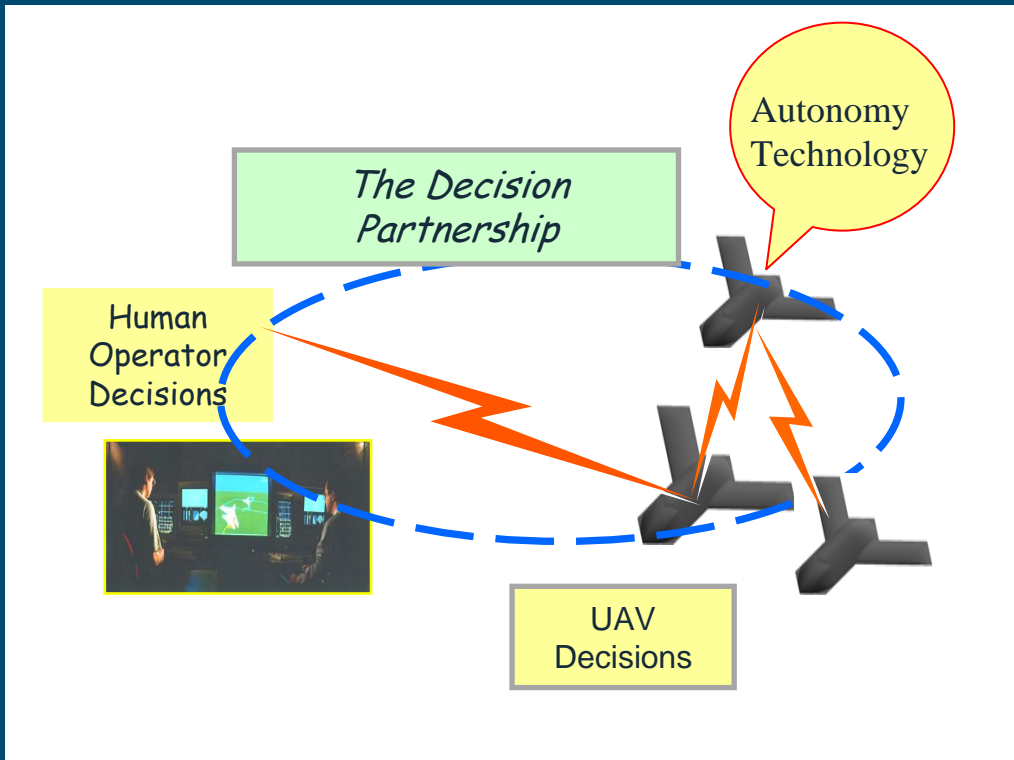 Autonomy
Technology
The Decision
Partnership
Human
Operator
Decisions
UAV
Decisions